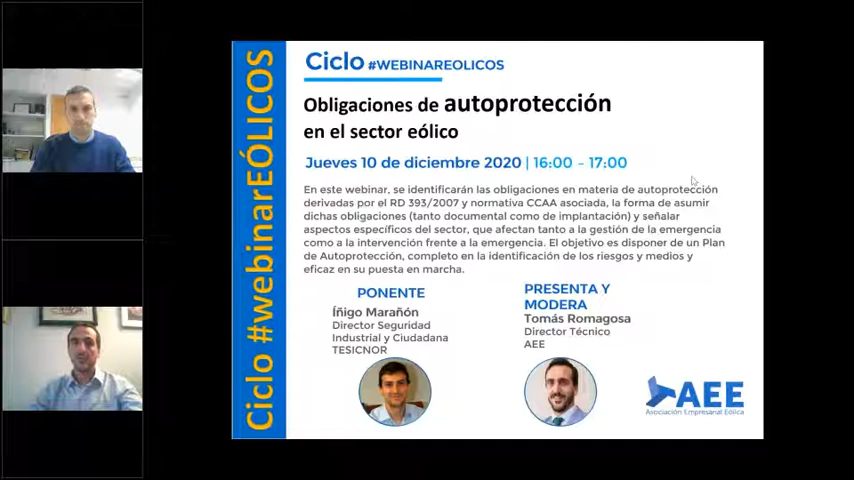 Ciclo #webinarEÓLICOS
Ciclo #WEBINAREOLICOS
Obligaciones de autoprotección
en el sector eólico
Jueves 10 de diciembre 2020 | 16:00 - 17:00
En este webinar, se identificarán las obligaciones en materia de autoprotección
derivadas por el RD 393/2007 y normativa CCAA asociada, la forma de asumir
dichas obligaciones (tanto documental como de implantación) y señalar
aspectos específicos del sector, que afectan tanto a la gestión de la emergencia
como a la intervención frente a la emergencia. El objetivo es disponer de un Plan
de Autoprotección, completo en la identificación de los riesgos y medios y
eficaz en su puesta en marcha.
PONENTE
Íñigo Marañón
Director Seguridad
Industrial y Ciudadana
TESICNOR
PRESENTA Y
MODERA
Tomás Romagosa
Director Técnico
AEE
AEE
Asociación Empresarial Eólica